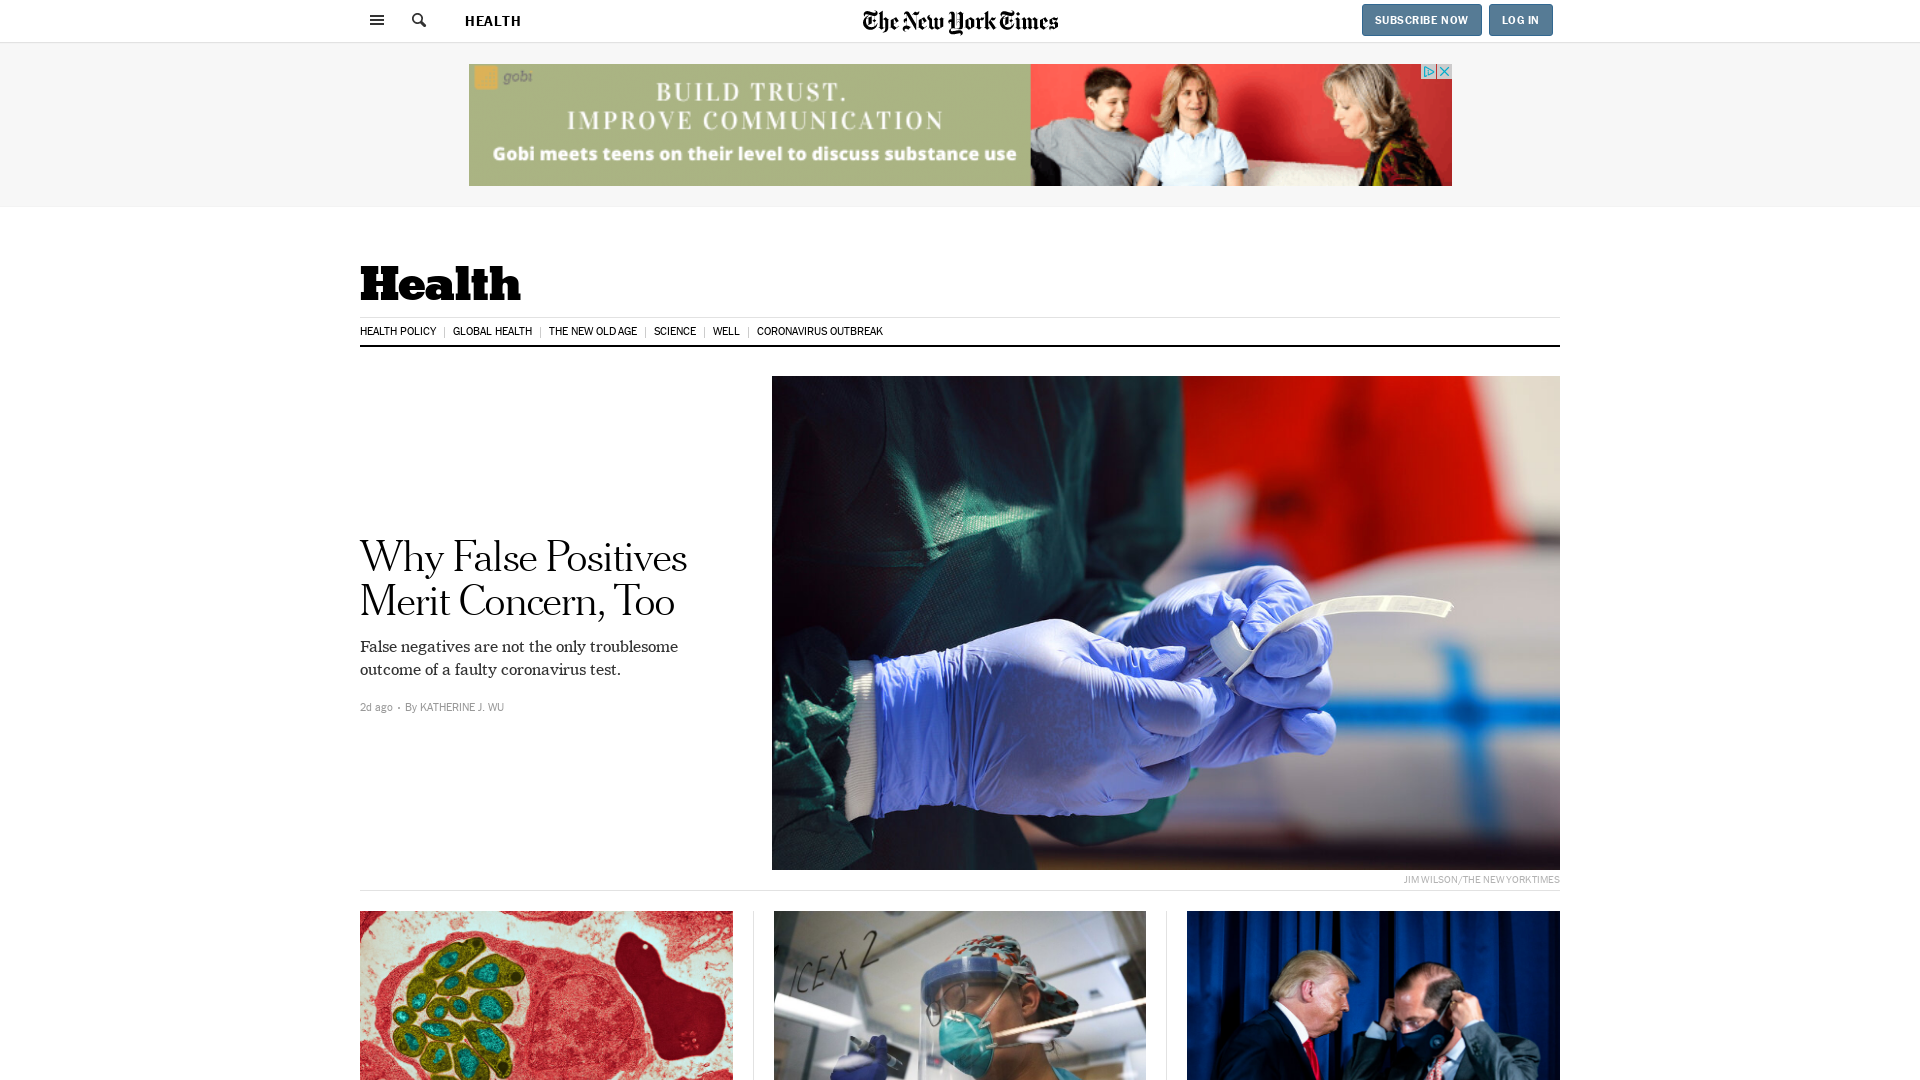 HEALTH
The New York Times
SUBSCRIBE NOW
LOG IN
gobi
BUILD TRUST.
IMPROVE COMMUNICATION
Gobi meets teens on their level to discuss substance use
Health
HEALTH POLICY
GLOBAL HEALTH
THE NEW OLD AGE
SCIENCE
WELL
CORONAVIRUS OUTBREAK
Why False Positives
Merit Concern, Too
False negatives are not the only troublesome
outcome of a faulty coronavirus test.
2d ago · By KATHERINE J. WU
JIM WILSON/THE NEW YORK TIMES
ICEX 2